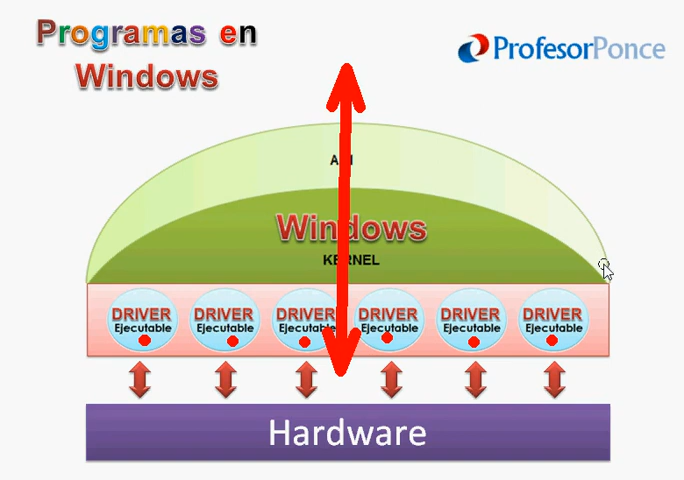 Programas en
Windows
ProfesorPonce
Windows
KERNEL
DRIVER
Ejecutable
DRIVER
Ejecutable
DRIVER
Ejecutable
DRIVER
Ejecutable
DRIVER
Ejecutable
DRIVER
Ejecutable
Hardware